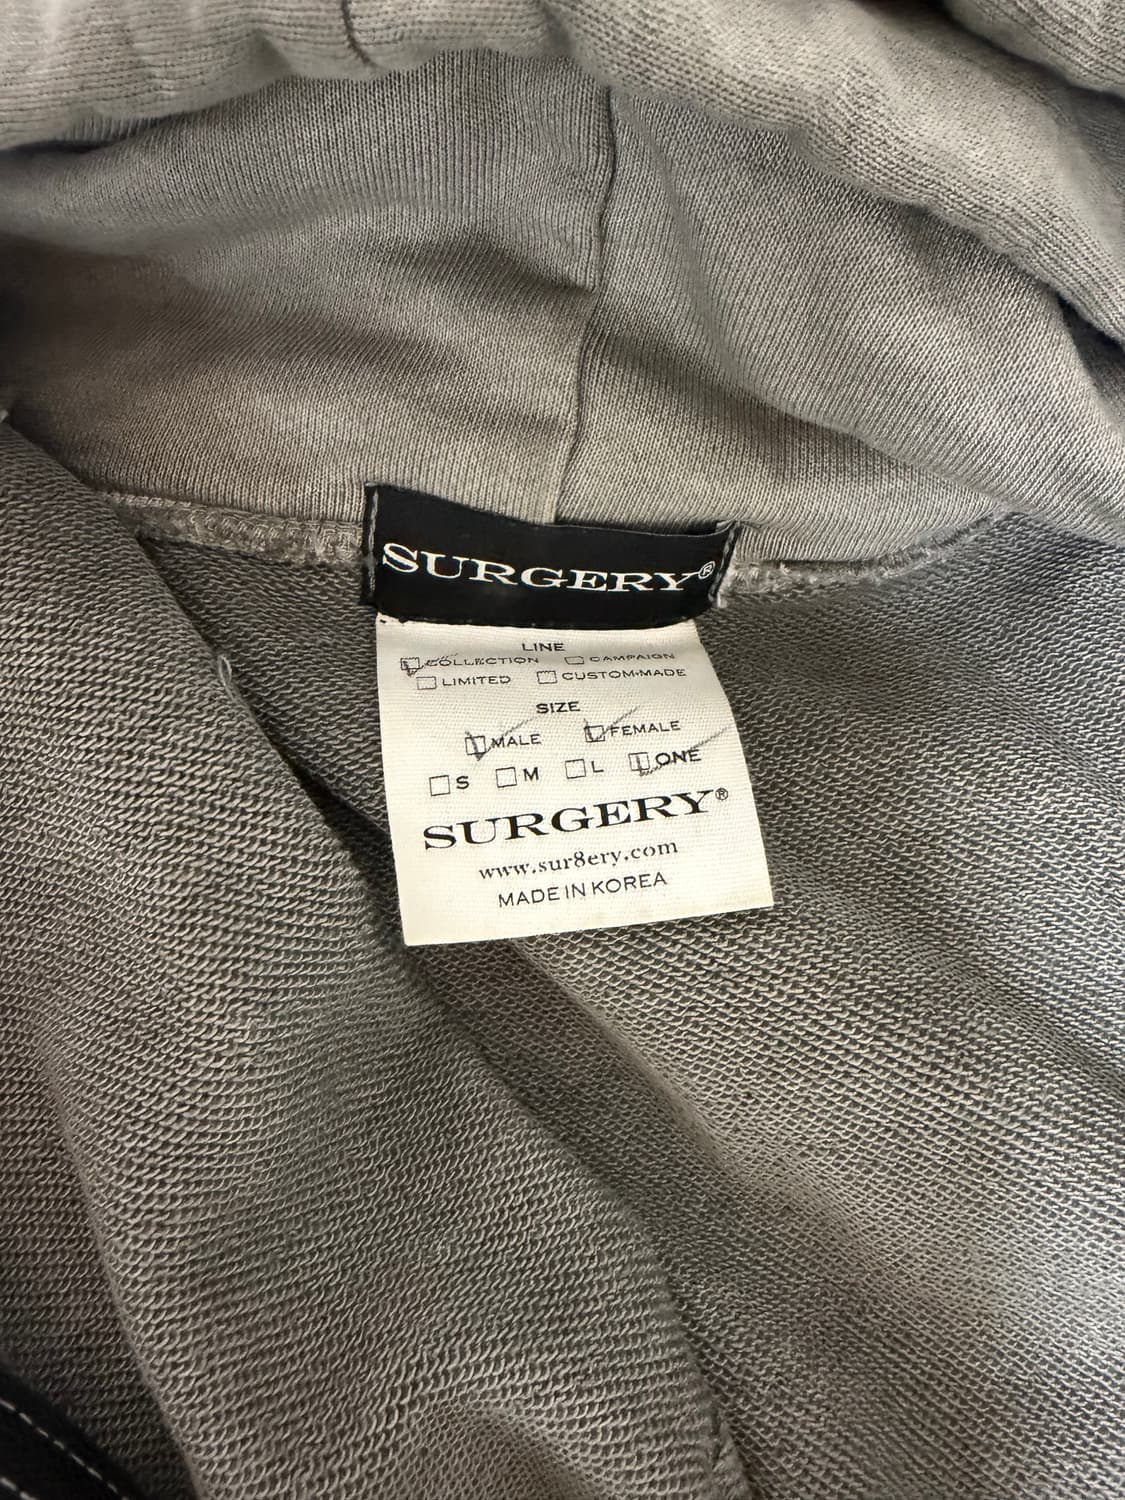 SURGERY®
LINE
COLLECTION CAMPAIGN
LIMITED CUSTOM-MADE
SIZE
MALE FEMALE
S M L ONE
SURGERY®
www.sur8ery.com
MADE IN KOREA